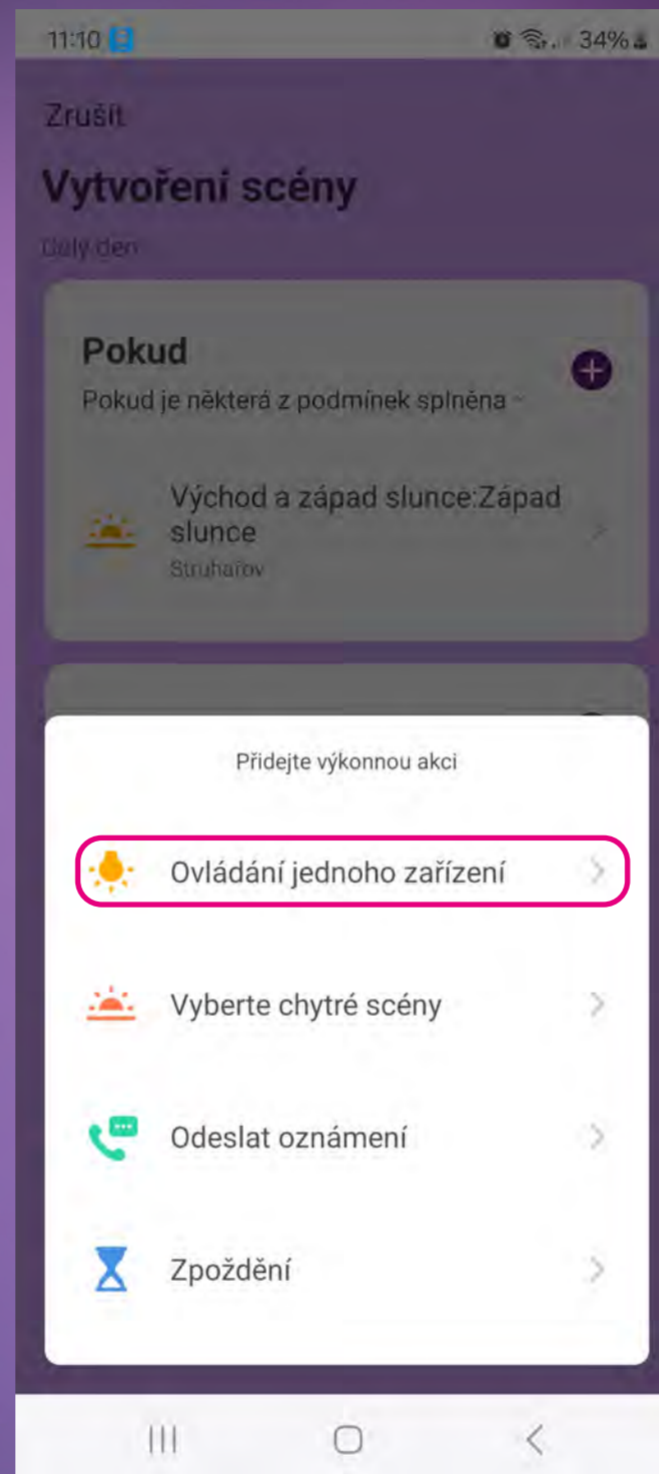 11:10
34%
Zrušit
Vytvoření scény
Celý den
Pokud
Pokud je některá z podmínek splněna
Východ a západ slunce:Západ
slunce
Struhařov
Přidejte výkonnou akci
Ovládání jednoho zařízení
Vyberte chytré scény
Odeslat oznámení
Zpoždění